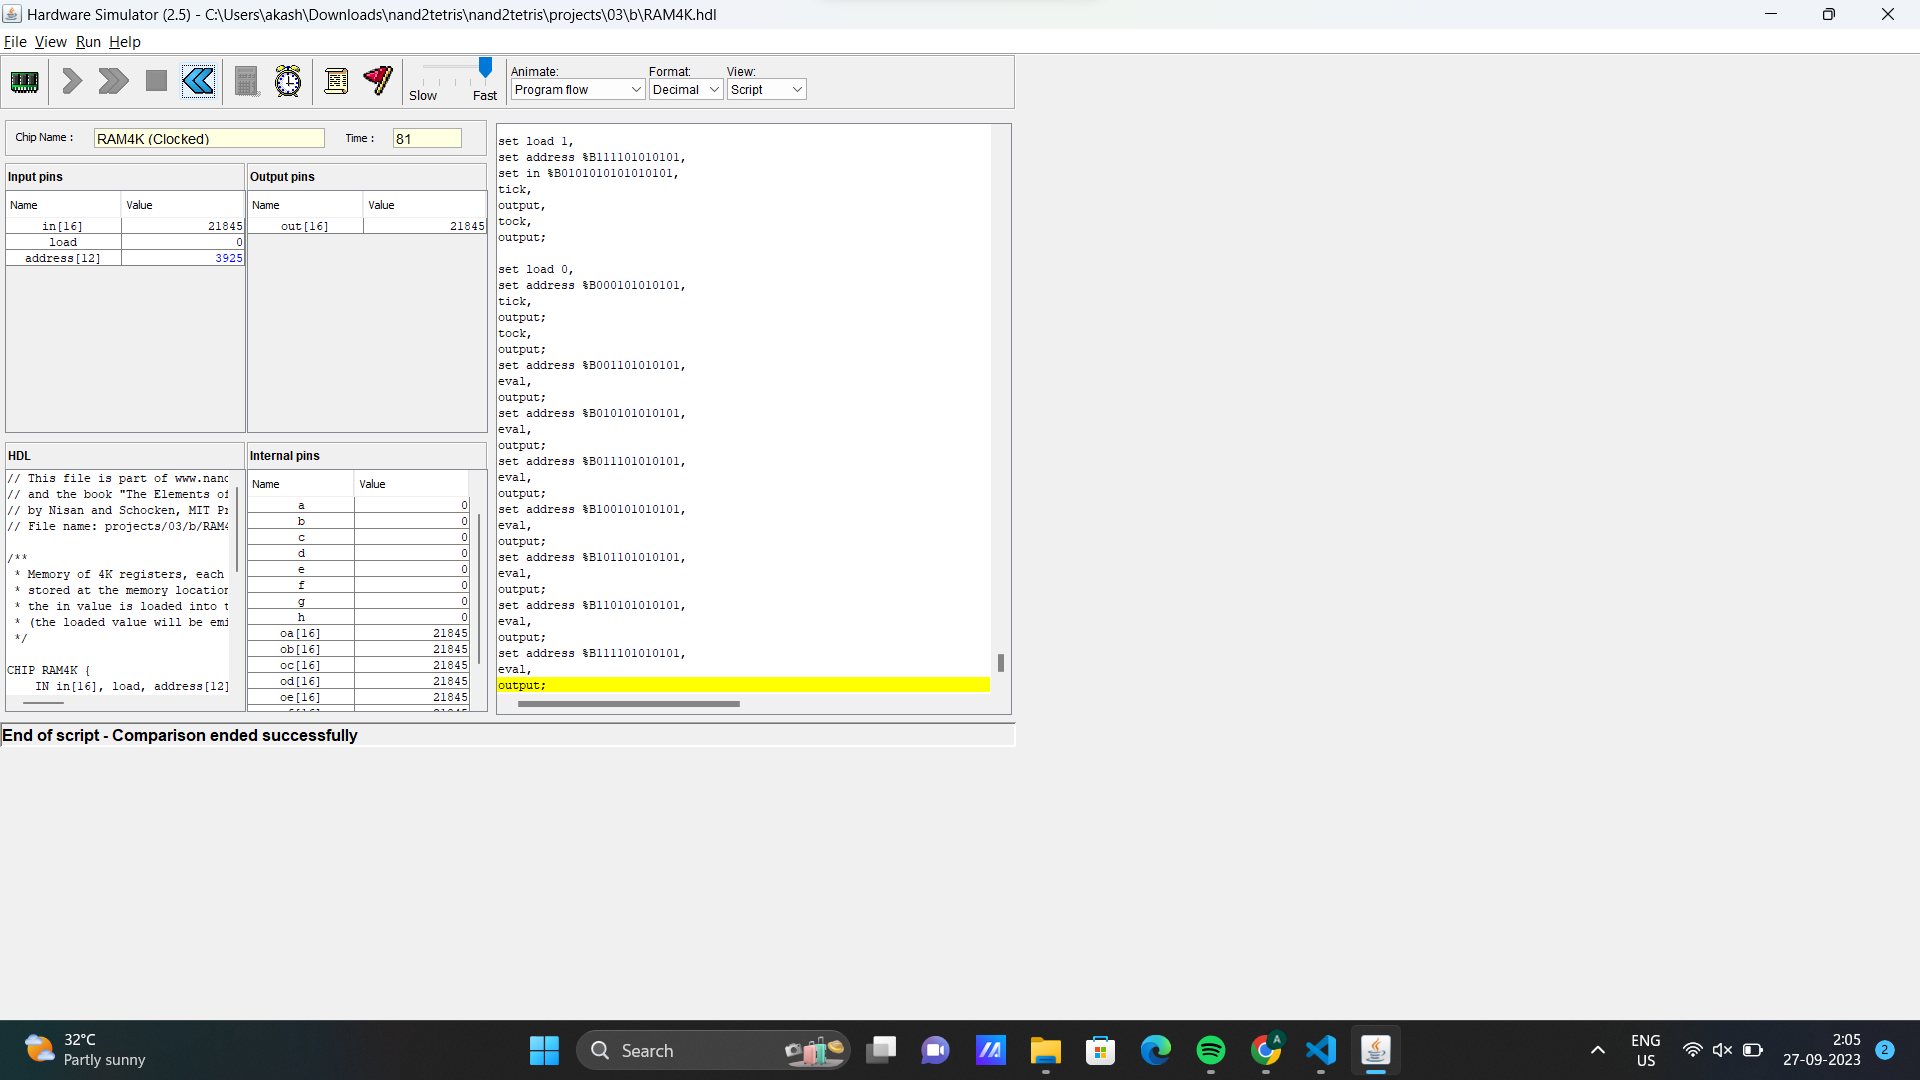 Hardware Simulator (2.5) - C:\Users\akash\Downloads\nand2tetris\nand2tetris\projects\03\b\RAM4K.hdl
File View Run Help
Slow Fast
Animate: Format: View:
Program flow Decimal Script
Chip Name : RAM4K (Clocked) Time : 81
Input pins
Name Value
in[16] 21845
load 0
address[12] 3925
Output pins
Name Value
out[16] 21845
HDL
// This file is part of www.nand
// and the book "The Elements of
// by Nisan and Schocken, MIT Pr
// File name: projects/03/b/RAM4
/**
* Memory of 4K registers, each
* stored at the memory location
* the in value is loaded into t
* (the loaded value will be emi
*/
CHIP RAM4K {
IN in[16], load, address[12]
Internal pins
Name Value
a 0
b 0
c 0
d 0
e 0
f 0
g 0
h 0
oa[16] 21845
ob[16] 21845
oc[16] 21845
od[16] 21845
oe[16] 21845
set load 1,
set address %B111101010101,
set in %B0101010101010101,
tick,
output,
tock,
output;
set load 0,
set address %B000101010101,
tick,
output;
tock,
output;
set address %B001101010101,
eval,
output;
set address %B010101010101,
eval,
output;
set address %B011101010101,
eval,
output;
set address %B100101010101,
eval,
output;
set address %B101101010101,
eval,
output;
set address %B110101010101,
eval,
output;
set address %B111101010101,
eval,
output;
End of script - Comparison ended successfully
32°C
Partly sunny
Search
A
ENG
US
2:05
27-09-2023
2